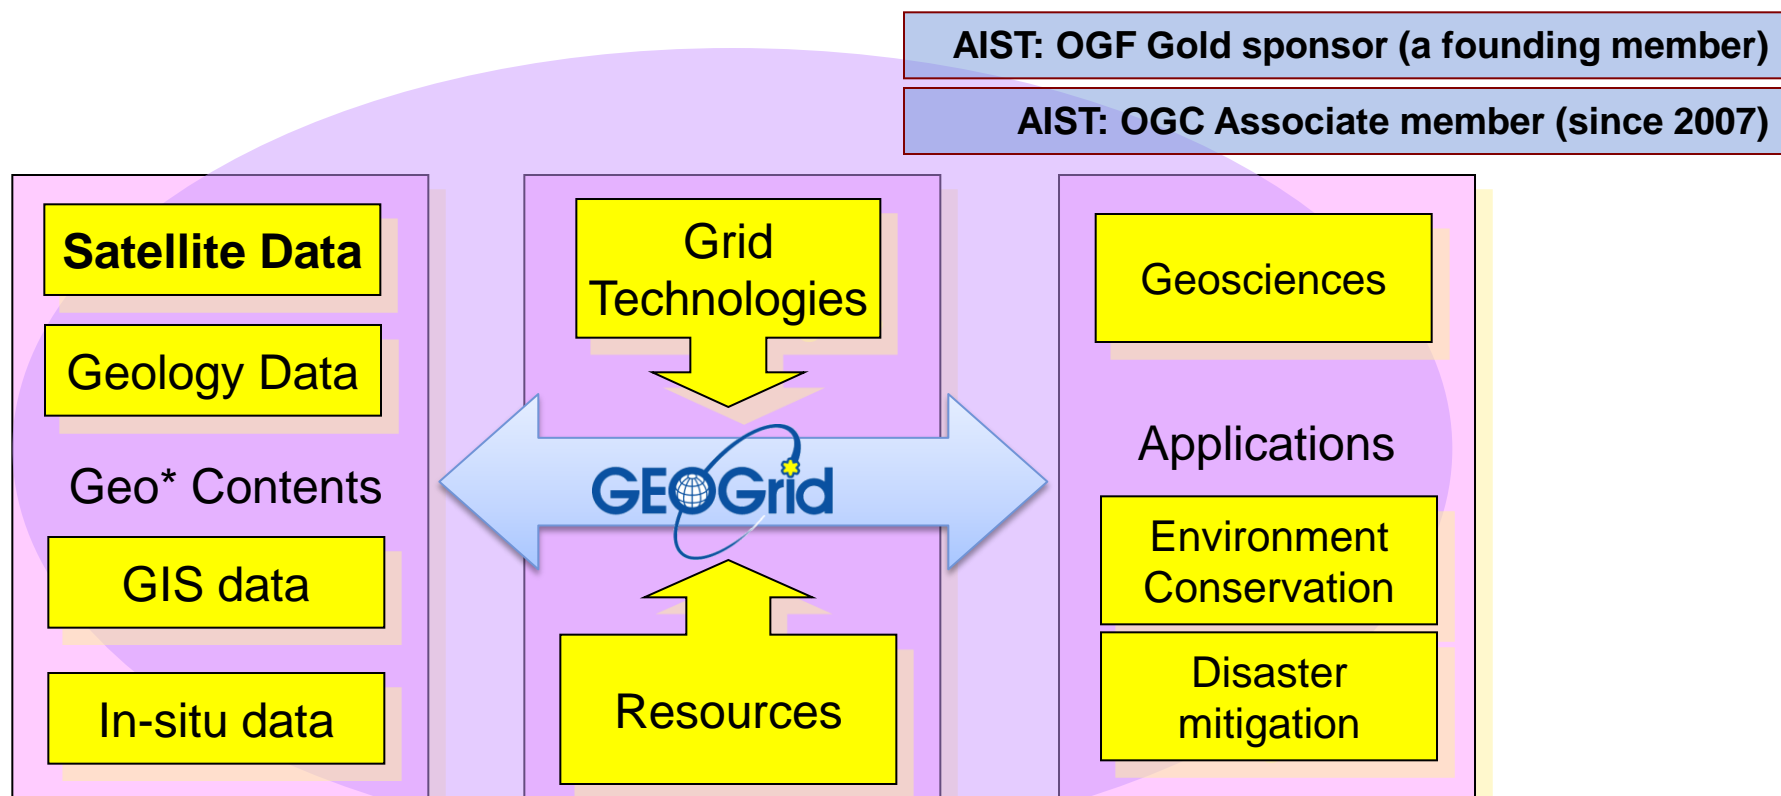 AIST: OGF Gold sponsor (a founding member)
AIST: OGC Associate member (since 2007)
Satellite Data
Geology Data
Geo* Contents
GIS data
In-situ data
Grid
Technologies
GEOGrid
Resources
Geosciences
Applications
Environment
Conservation
Disaster
mitigation